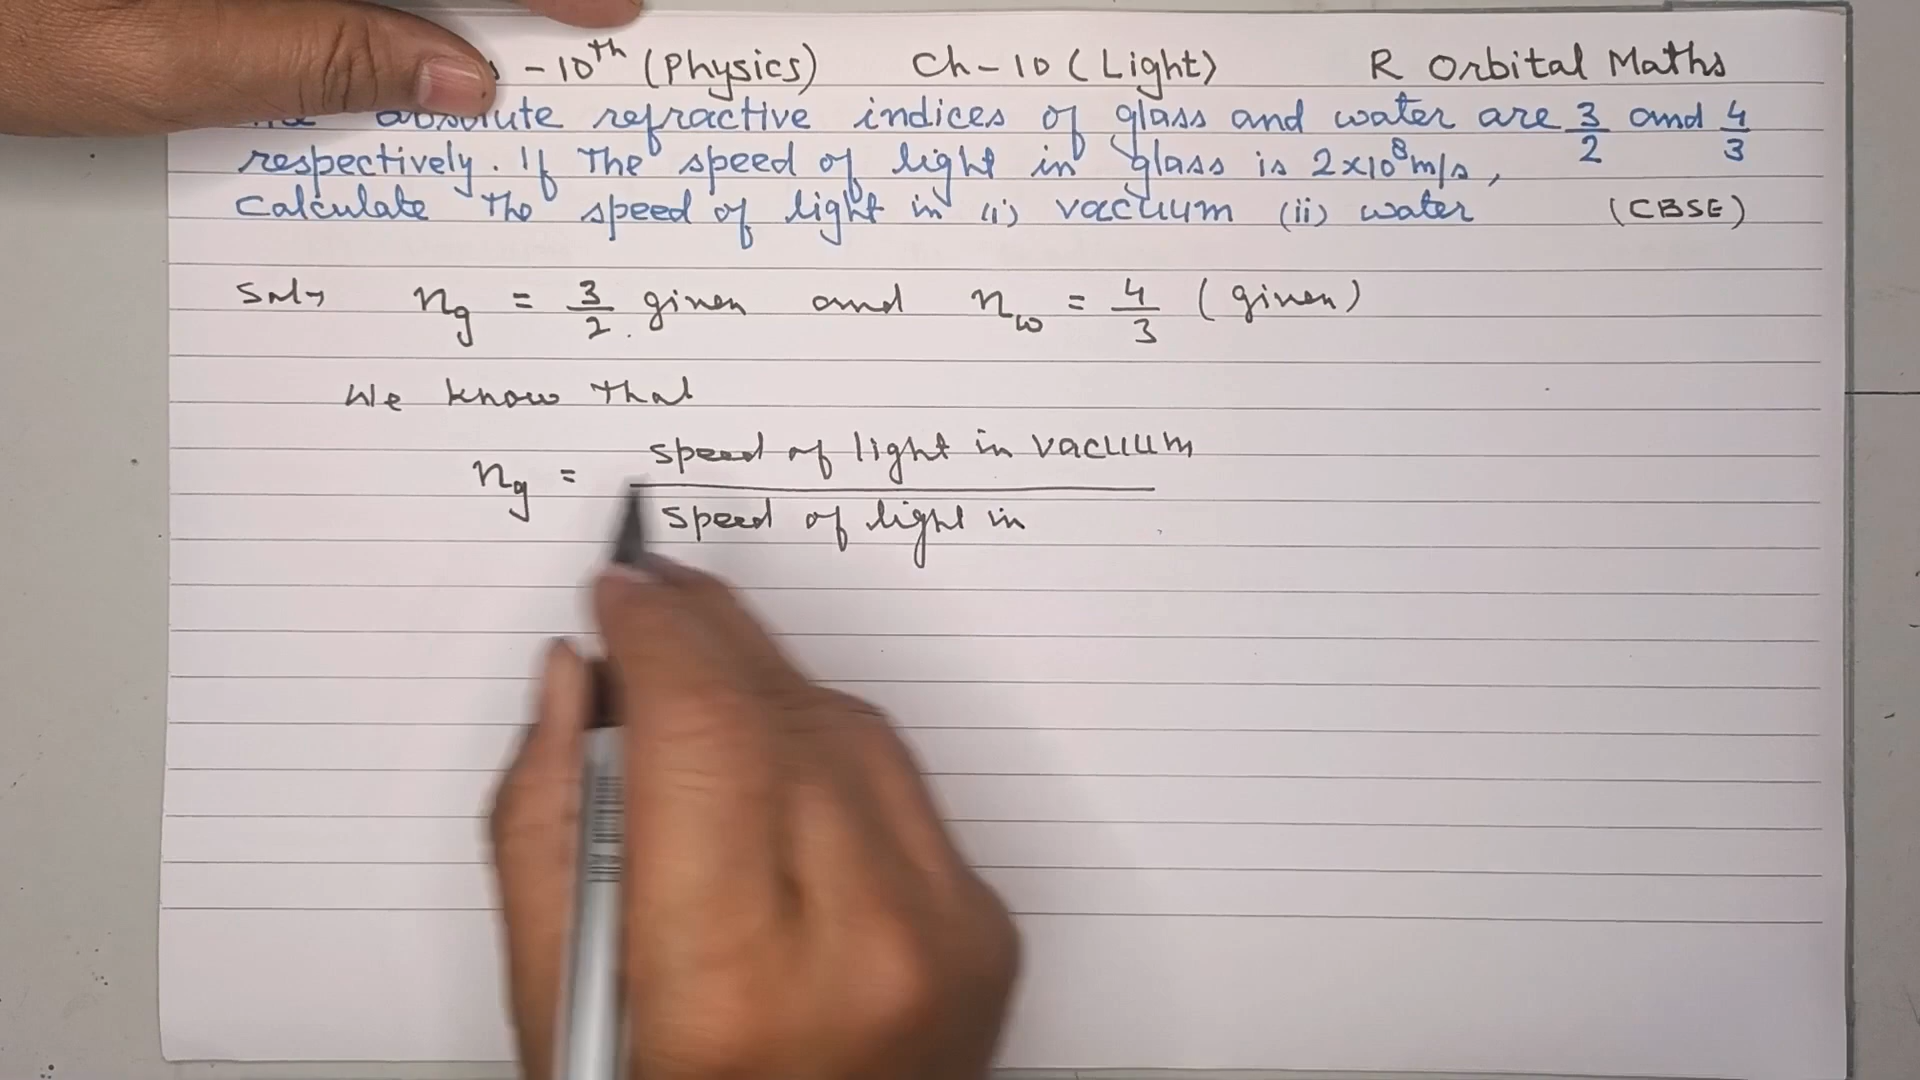 -10th (Physics) Ch-10 (Light) R Orbital Maths
absolute refractive indices of glass and water are 3/2 and 4/3
respectively. If The speed of light in glass is 2x10⁸m/s,
Calculate The speed of light in (i) vacuum (ii) water (CBSE)
Sol→ ng = 3/2 given and nw = 4/3 (given)
We know that
ng = speed of light in vacuum
speed of light in